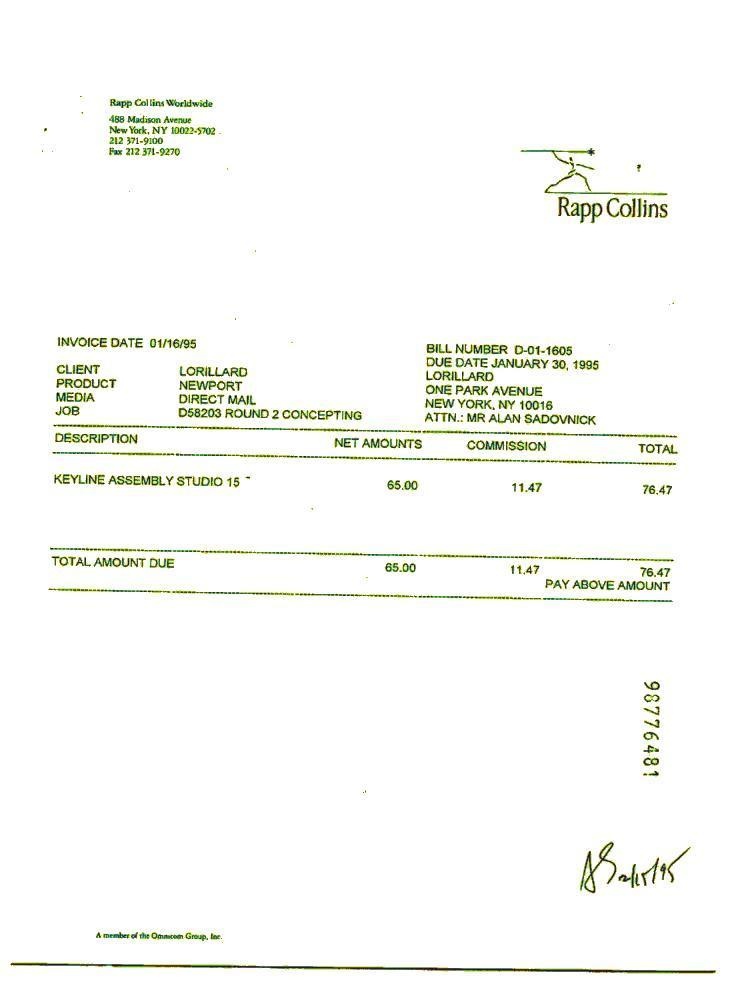 Rapp Collins Worldwide
488 Madison Avenue
New York, NY 10022-5702
212 371-9100
Fax 212 371-9270
Rapp Collins
INVOICE DATE 01/16/95
CLIENT LORILLARD
PRODUCT NEWPORT
MEDIA DIRECT MAIL
JOB D58203 ROUND 2 CONCEPTING
BILL NUMBER D-01-1605
DUE DATE JANUARY 30, 1995
LORILLARD
ONE PARK AVENUE
NEW YORK, NY 10016
ATTN.: MR ALAN SADOVNICK
DESCRIPTION NET AMOUNTS COMMISSION TOTAL
KEYLINE ASSEMBLY STUDIO 15 65.00 11.47 76.47
TOTAL AMOUNT DUE 65.00 11.47 76.47
PAY ABOVE AMOUNT
98776481
A member of the Omnicom Group, Inc.